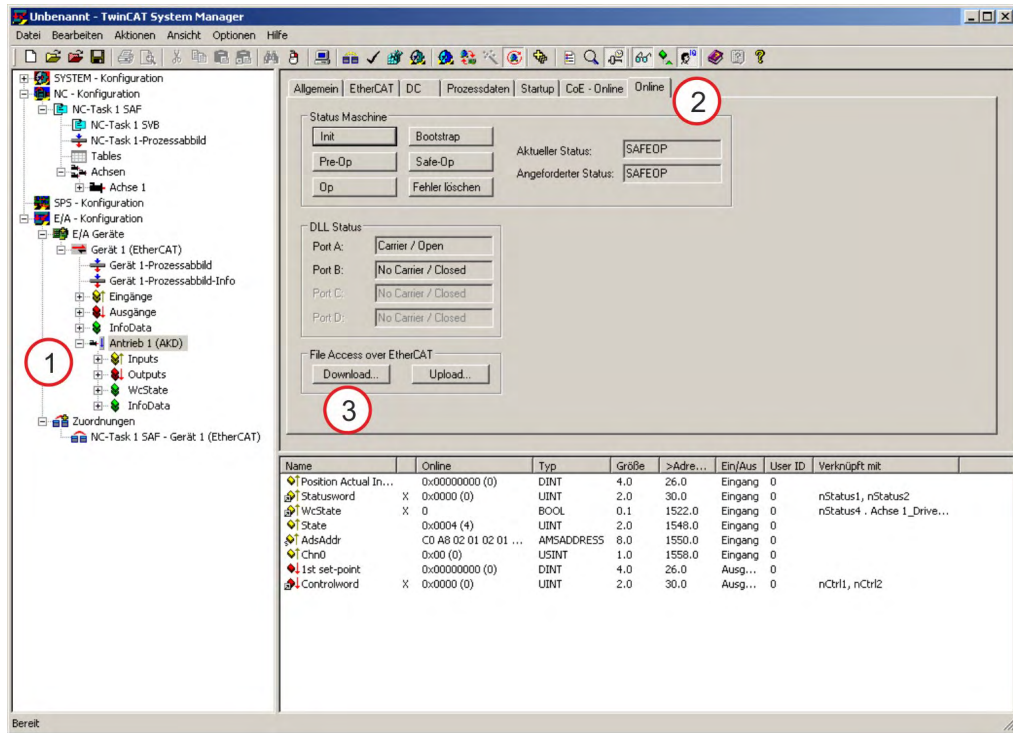 Unbenannt - TwinCAT System Manager
Datei Bearbeiten Aktionen Ansicht Optionen Hilfe
SYSTEM - Konfiguration
NC - Konfiguration
NC-Task 1 SAF
NC-Task 1 SVB
NC-Task 1-Prozessabbild
Tables
Achsen
Achse 1
SPS - Konfiguration
E/A - Konfiguration
E/A Geräte
Gerät 1 (EtherCAT)
Gerät 1-Prozessabbild
Gerät 1-Prozessabbild-Info
Eingänge
Ausgänge
InfoData
Antrieb 1 (AKD)
1
Inputs
Outputs
WcState
InfoData
Zuordnungen
NC-Task 1 SAF - Gerät 1 (EtherCAT)
Allgemein EtherCAT DC Prozessdaten Startup CoE - Online Online
2
Status Maschine
Init Bootstrap
Pre-Op Safe-Op
Op Fehler löschen
Aktueller Status: SAFEOP
Angeforderter Status: SAFEOP
DLL Status
Port A: Carrier / Open
Port B: No Carrier / Closed
Port C: No Carrier / Closed
Port D: No Carrier / Closed
File Access over EtherCAT
Download... Upload...
3
Name Online Typ Größe >Adre... Ein/Aus User ID Verknüpft mit
Position Actual In... 0x00000000 (0) DINT 4.0 26.0 Eingang 0
Statusword X 0x0000 (0) UINT 2.0 30.0 Eingang 0 nStatus1, nStatus2
WcState X 0 BOOL 0.1 1522.0 Eingang 0 nStatus4 . Achse 1_Drive...
State 0x0004 (4) UINT 2.0 1548.0 Eingang 0
AdsAddr C0 A8 02 01 02 01 ... AMSADDRESS 8.0 1550.0 Eingang 0
Chn0 0x00 (0) USINT 1.0 1558.0 Eingang 0
1st set-point 0x00000000 (0) DINT 4.0 26.0 Ausg... 0
Controlword X 0x0000 (0) UINT 2.0 30.0 Ausg... 0 nCtrl1, nCtrl2
Bereit